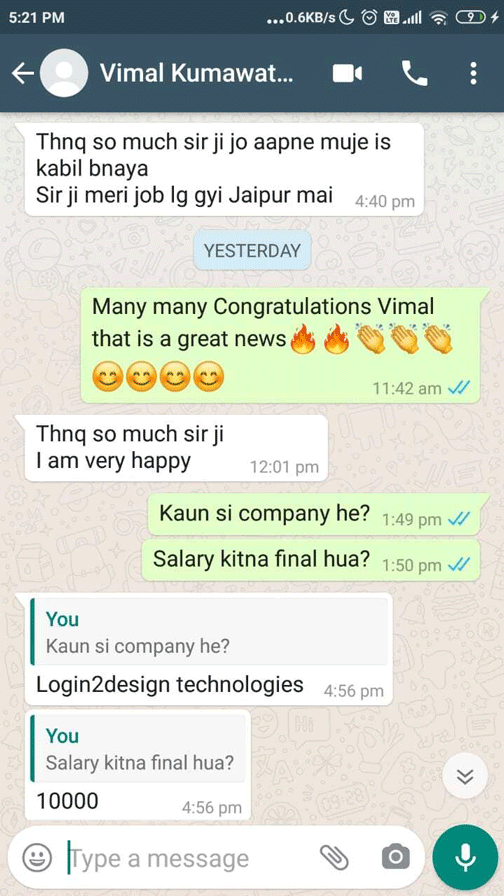 5:21 PM
...0.6KB/s
Vo LTE
9
Vimal Kumawat...
Thnq so much sir ji jo aapne muje is
kabil bnaya
Sir ji meri job lg gyi Jaipur mai
4:40 pm
YESTERDAY
Many many Congratulations Vimal
that is a great news🔥🔥👏👏👏
😊😊😊😊
11:42 am
Thnq so much sir ji
I am very happy
12:01 pm
Kaun si company he?
1:49 pm
Salary kitna final hua?
1:50 pm
You
Kaun si company he?
Login2design technologies
4:56 pm
You
Salary kitna final hua?
10000
4:56 pm
Type a message